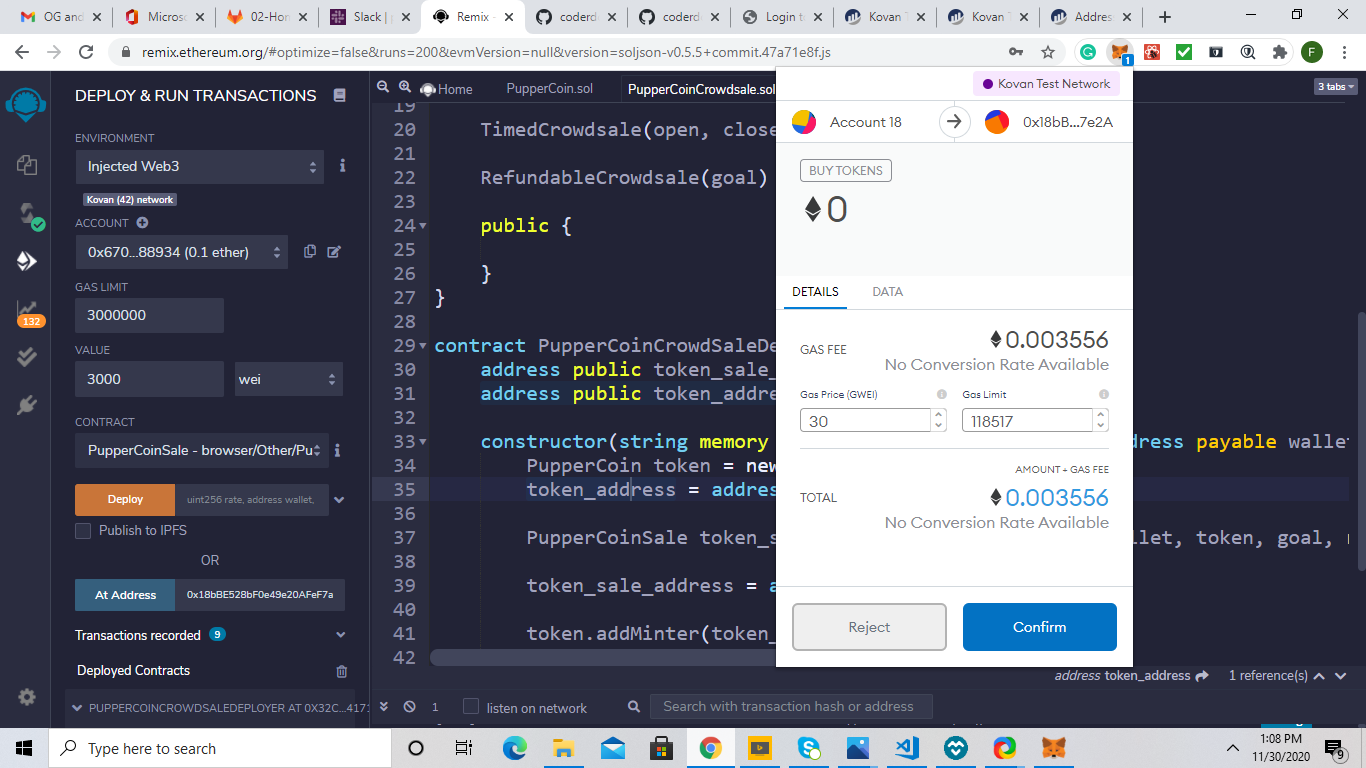 OG and
Microso
02-Hon
Slack |
Remix -
coderd
coderd
Login to
Kovan T
Kovan T
Addres
remix.ethereum.org/#optimize=false&runs=200&evmVersion=null&version=soljson-v0.5.5+commit.47a71e8f.js
F
1
DEPLOY & RUN TRANSACTIONS
ENVIRONMENT
Injected Web3
Kovan (42) network
ACCOUNT
0x670...88934 (0.1 ether)
GAS LIMIT
3000000
VALUE
3000
wei
CONTRACT
PupperCoinSale - browser/Other/Pu
Deploy
uint256 rate, address wallet,
Publish to IPFS
OR
At Address
0x18bBE528bF0e49e20AFeF7a
Transactions recorded 9
Deployed Contracts
PUPPERCOINCROWDSALEDEPLOYER AT 0X32C...4171
132
Home
PupperCoin.sol
PupperCoinCrowdsale.sol
3 tabs
19
20 TimedCrowdsale(open, close
21
22 RefundableCrowdsale(goal)
23
24 public {
25
26 }
27 }
28
29 contract PupperCoinCrowdSaleDe
30 address public token_sale_
31 address public token_addre
32
33 constructor(string memory dress payable walle
34 PupperCoin token = new
35 token_address = addres
36
37 PupperCoinSale token_s llet, token, goal,
38
39 token_sale_address = a
40
41 token.addMinter(token_
42
address token_address
1 reference(s)
1
listen on network
Search with transaction hash or address
Kovan Test Network
Account 18
0x18bB...7e2A
BUY TOKENS
0
DETAILS
DATA
GAS FEE
0.003556
No Conversion Rate Available
Gas Price (GWEI)
Gas Limit
30
118517
AMOUNT + GAS FEE
TOTAL
0.003556
No Conversion Rate Available
Reject
Confirm
Type here to search
1:08 PM
11/30/2020
9